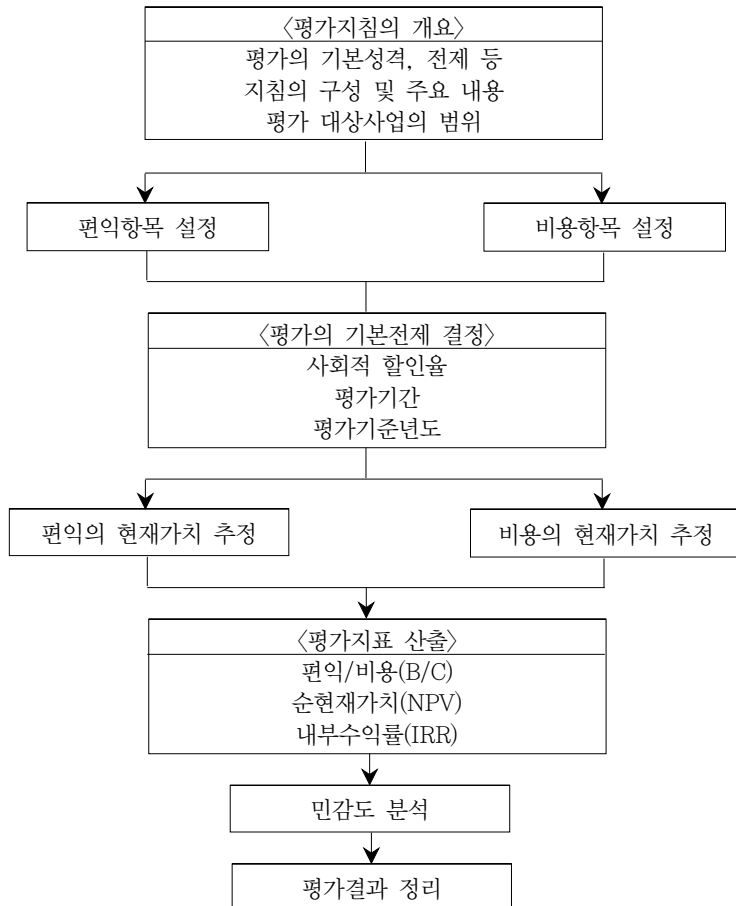 〈평가지침의 개요〉
평가의 기본성격, 전제 등
지침의 구성 및 주요 내용
평가 대상사업의 범위
편익항목 설정
비용항목 설정
〈평가의 기본전제 결정〉
사회적 할인율
평가기간
평가기준년도
편익의 현재가치 추정
비용의 현재가치 추정
〈평가지표 산출〉
편익/비용(B/C)
순현재가치(NPV)
내부수익률(IRR)
민감도 분석
평가결과 정리